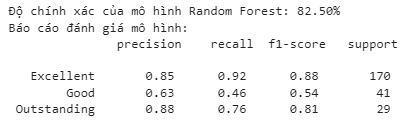 Độ chính xác của mô hình Random Forest: 82.50%
Báo cáo đánh giá mô hình:
precision recall f1-score support
Excellent 0.85 0.92 0.88 170
Good 0.63 0.46 0.54 41
Outstanding 0.88 0.76 0.81 29